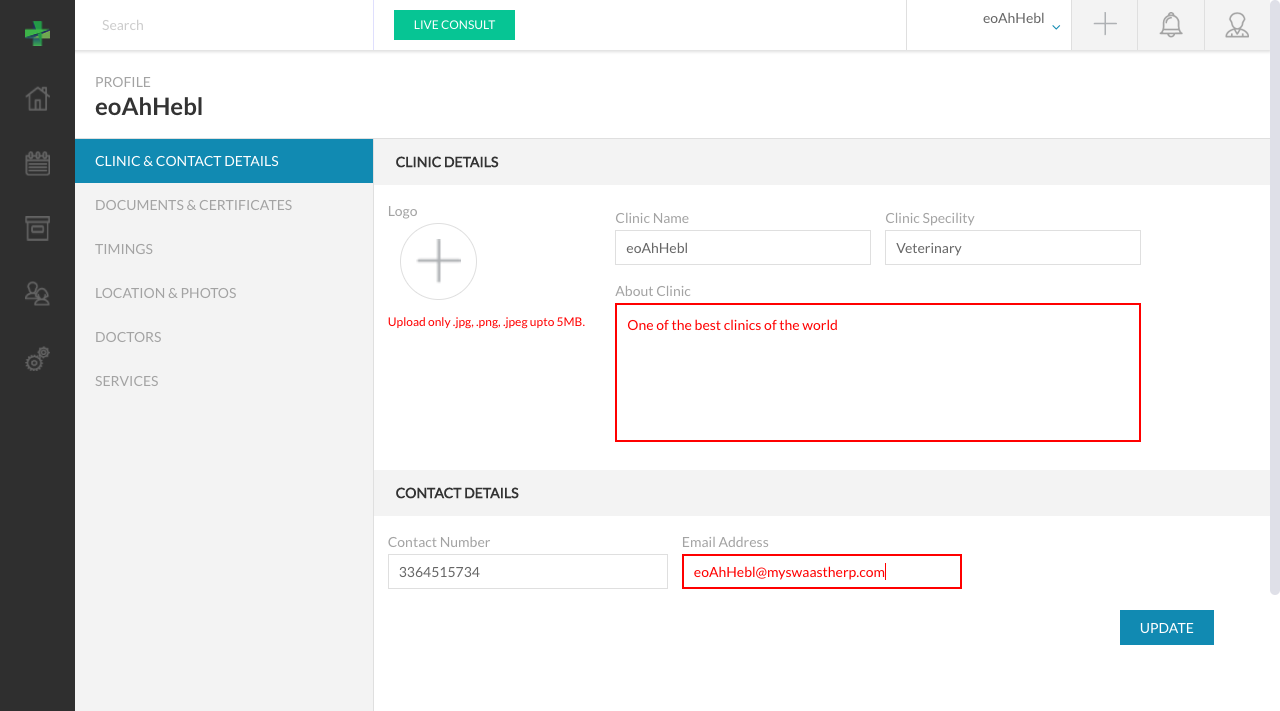 Search
LIVE CONSULT
eoAhHebl
PROFILE
eoAhHebl
CLINIC & CONTACT DETAILS
DOCUMENTS & CERTIFICATES
TIMINGS
LOCATION & PHOTOS
DOCTORS
SERVICES
CLINIC DETAILS
Logo
Upload only .jpg, .png, .jpeg upto 5MB.
Clinic Name
eoAhHebl
Clinic Specility
Veterinary
About Clinic
One of the best clinics of the world
CONTACT DETAILS
Contact Number
3364515734
Email Address
eoAhHebl@myswaastherp.com
UPDATE